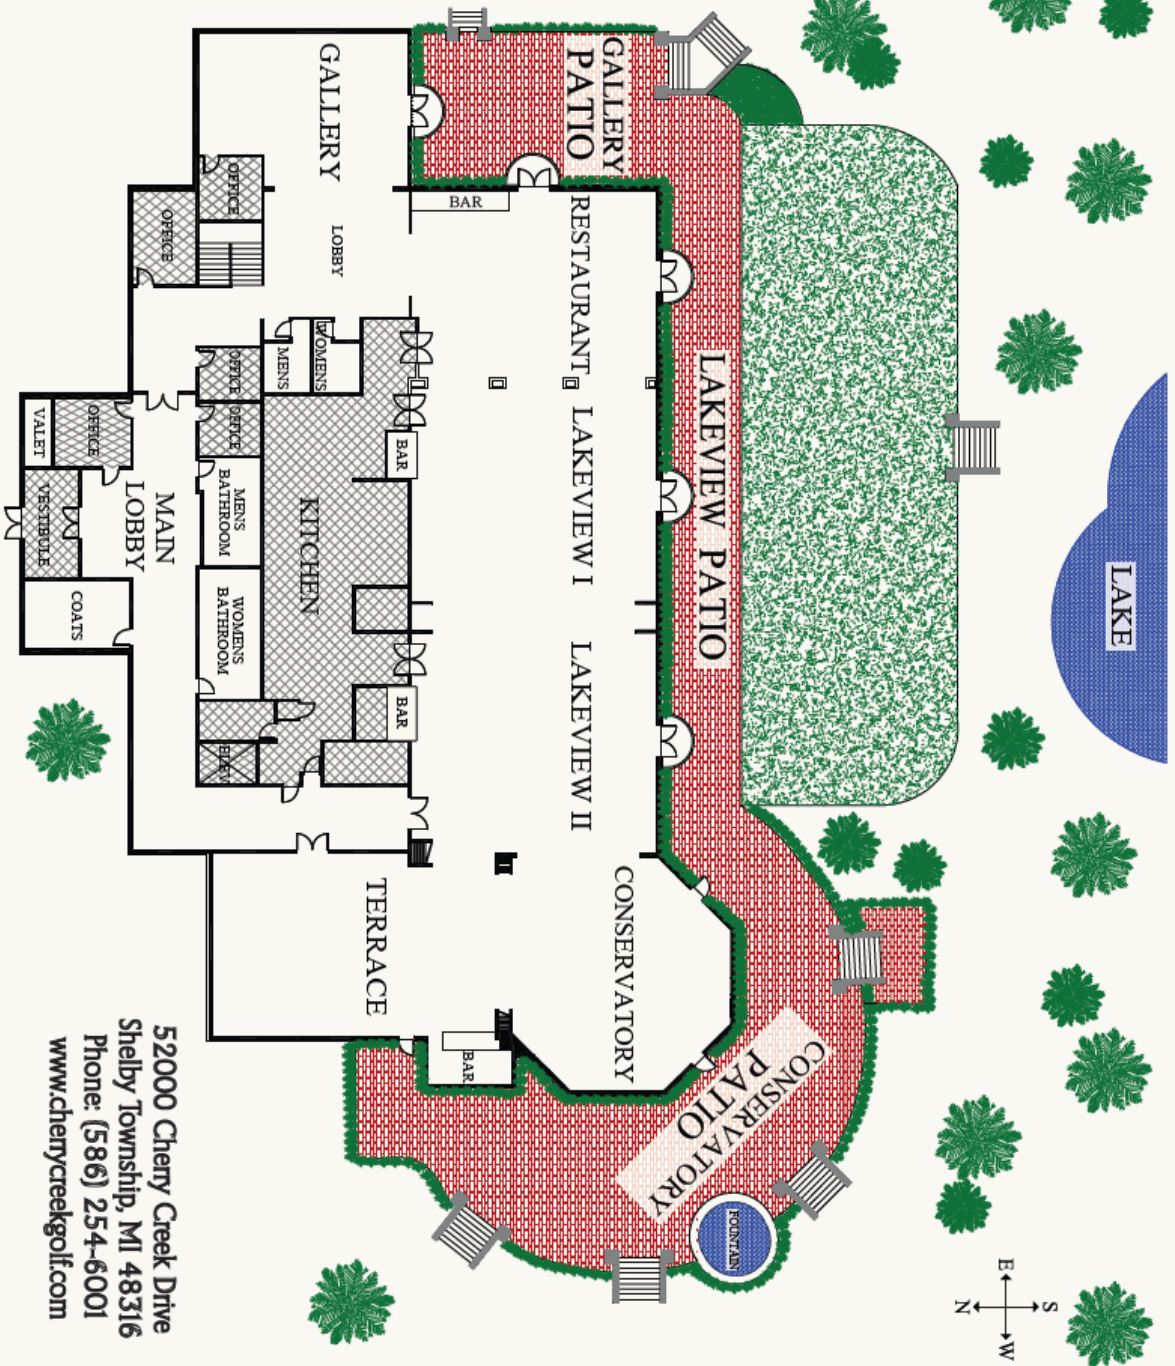 GALLERY
PATIO
GALLERY
OFFICE
OFFICE
LOBBY
BAR
RESTAURANT
LAKEVIEW PATIO
LAKE
MENS
WOMENS
OFFICE
OFFICE
OFFICE
VALET
VESTIBULE
MAIN
LOBBY
COATS
MENS
BATHROOM
WOMENS
BATHROOM
KITCHEN
BAR
LAKEVIEW I
LAKEVIEW II
BAR
ELEV
TERRACE
CONSERVATORY
BAR
CONSERVATORY
PATIO
FOUNTAIN
E
S
N
W
52000 Cherry Creek Drive
Shelby Township, MI 48316
Phone: (586) 254-6001
www.cherrycreekgolf.com